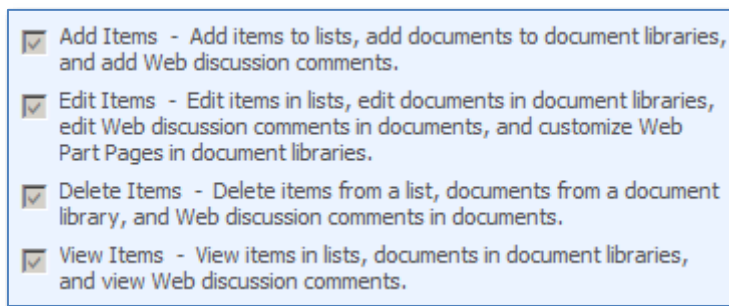 Add Items - Add items to lists, add documents to document libraries,
and add Web discussion comments.
Edit Items - Edit items in lists, edit documents in document libraries,
edit Web discussion comments in documents, and customize Web
Part Pages in document libraries.
Delete Items - Delete items from a list, documents from a document
library, and Web discussion comments in documents.
View Items - View items in lists, documents in document libraries,
and view Web discussion comments.